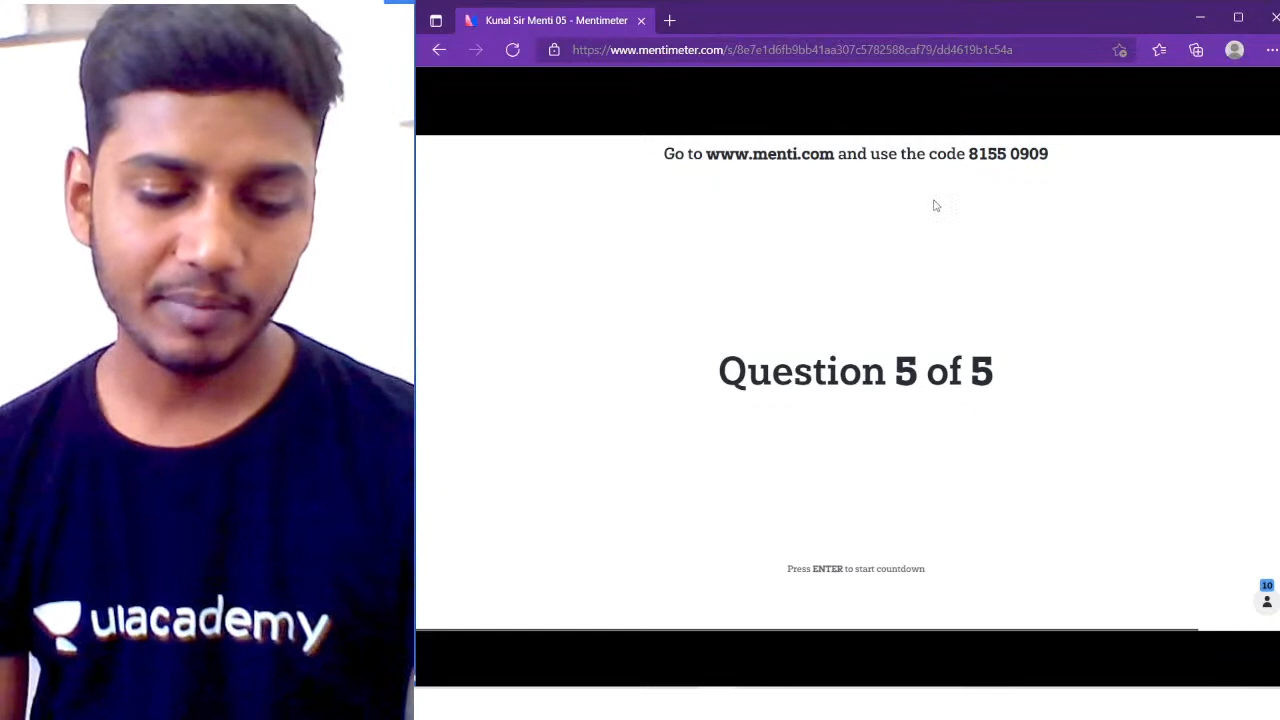 Kunal Sir Menti 05 - Mentimeter
https://www.mentimeter.com/s/8e7e1d6fb9bb41aa307c5782588caf79/dd4619b1c54a
Go to www.menti.com and use the code 8155 0909
Question 5 of 5
Press ENTER to start countdown
10
ulacademy